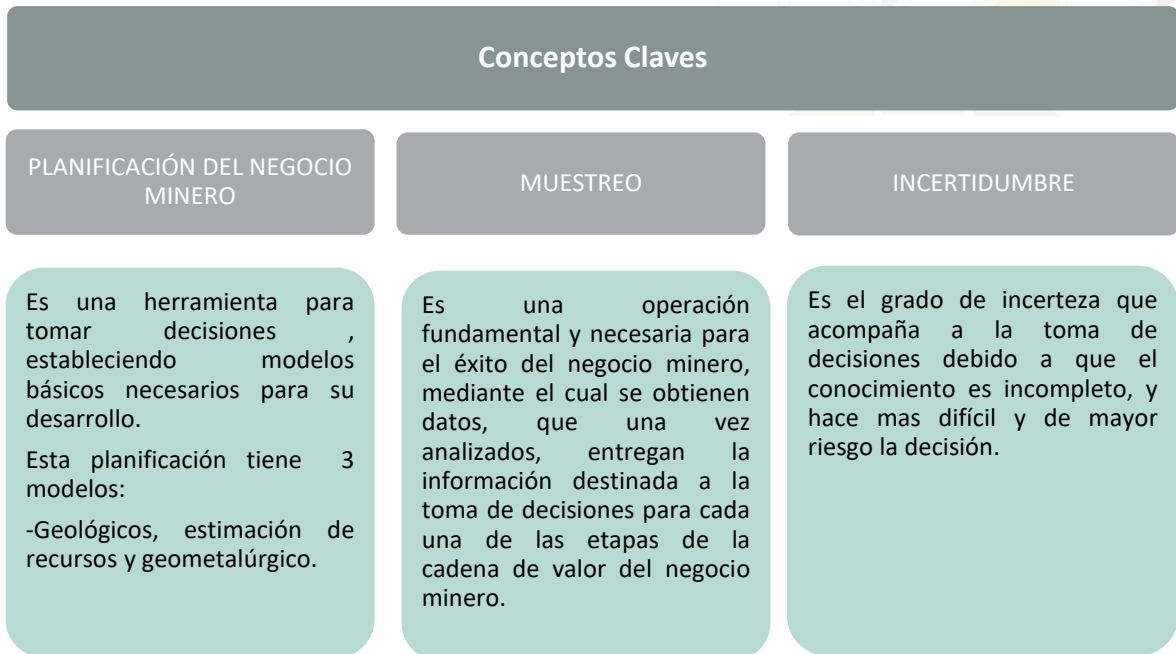 Conceptos Claves
PLANIFICACIÓN DEL NEGOCIO
MINERO
MUESTREO
INCERTIDUMBRE
Es una herramienta para
tomar decisiones ,
estableciendo modelos
básicos necesarios para su
desarrollo.
Esta planificación tiene 3
modelos:
-Geológicos, estimación de
recursos y geometalúrgico.
Es una operación
fundamental y necesaria para
el éxito del negocio minero,
mediante el cual se obtienen
datos, que una vez
analizados, entregan la
información destinada a la
toma de decisiones para cada
una de las etapas de la
cadena de valor del negocio
minero.
Es el grado de incerteza que
acompaña a la toma de
decisiones debido a que el
conocimiento es incompleto, y
hace mas difícil y de mayor
riesgo la decisión.